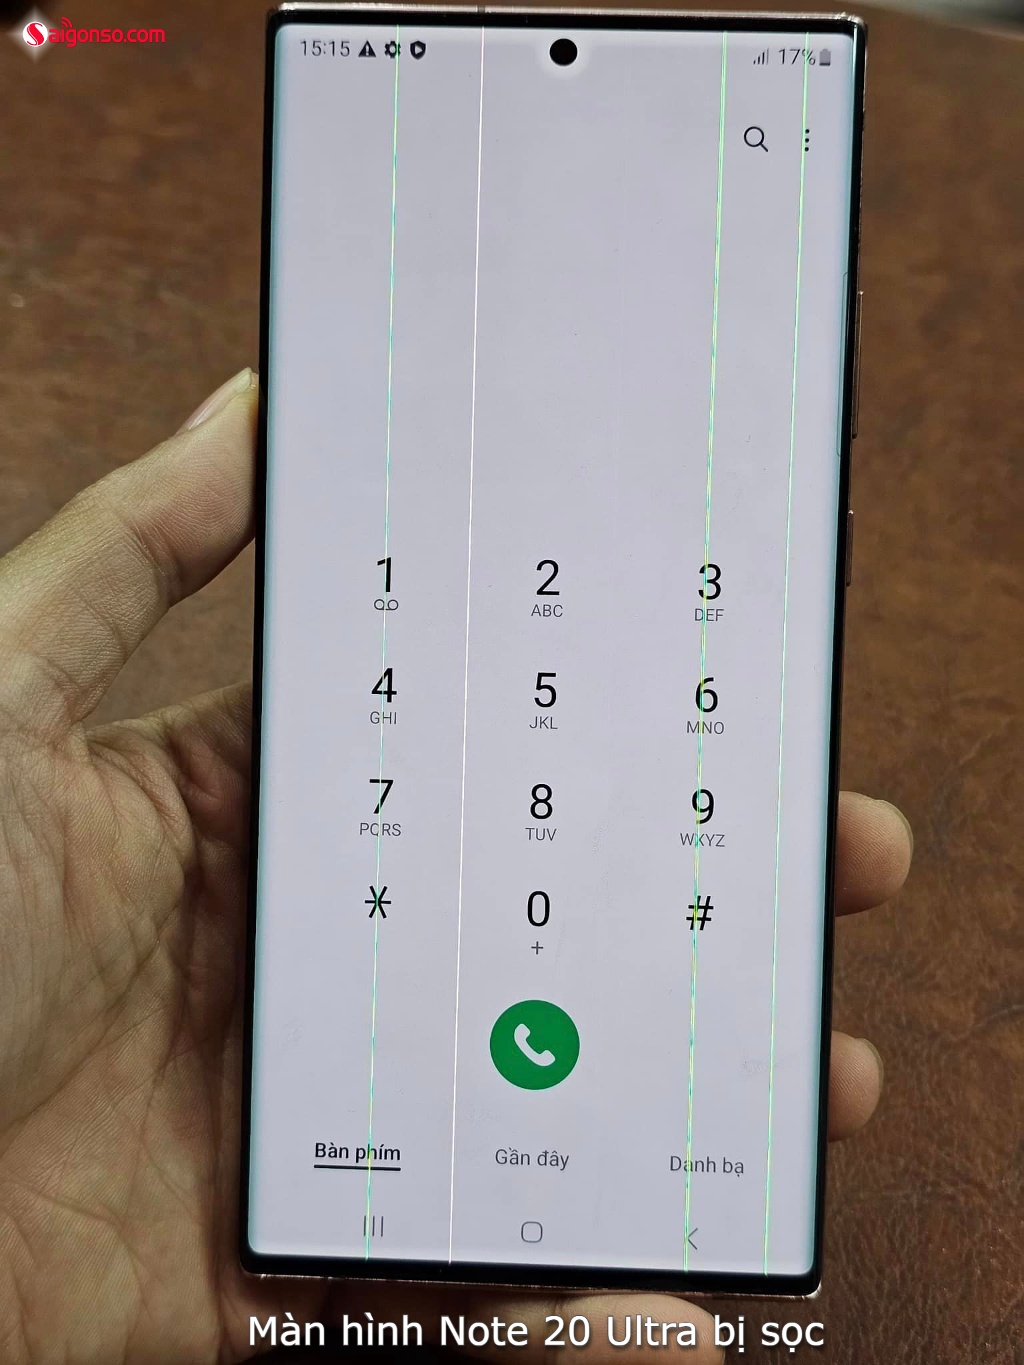 Saigonso.com
15:15
17%
1
2
ABC
3
DEF
4
GHI
5
JKL
6
MNO
7
PQRS
8
TUV
9
WXYZ
*
0
+
#
Bàn phím
Gần đây
Danh bạ
Màn hình Note 20 Ultra bị sọc